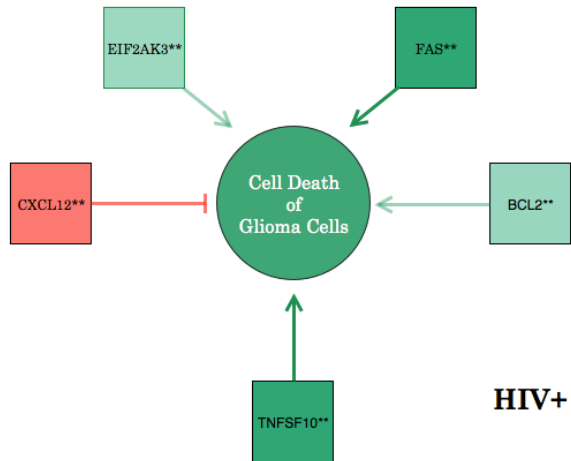 EIF2AK3**
FAS**
CXCL12**
Cell Death
of
Glioma Cells
BCL2**
TNFSF10**
HIV+